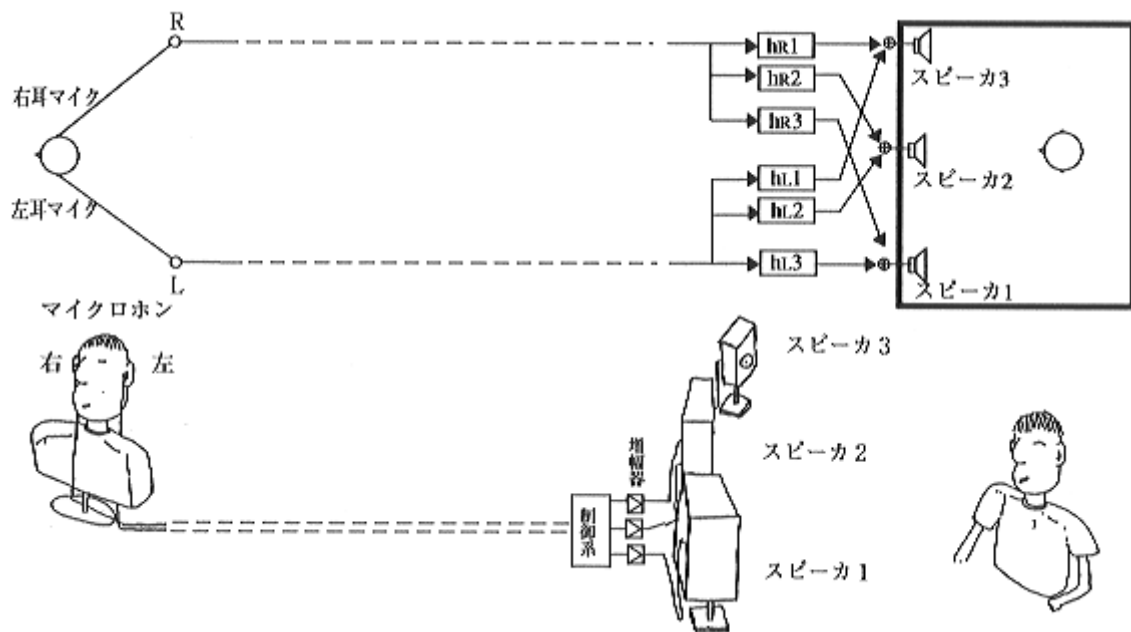 R
右耳マイク
左耳マイク
L
hR1
hR2
hR3
hL1
hL2
hL3
スピーカ3
スピーカ2
スピーカ1
マイクロホン
右 左
制御系
増幅器
スピーカ3
スピーカ2
スピーカ1